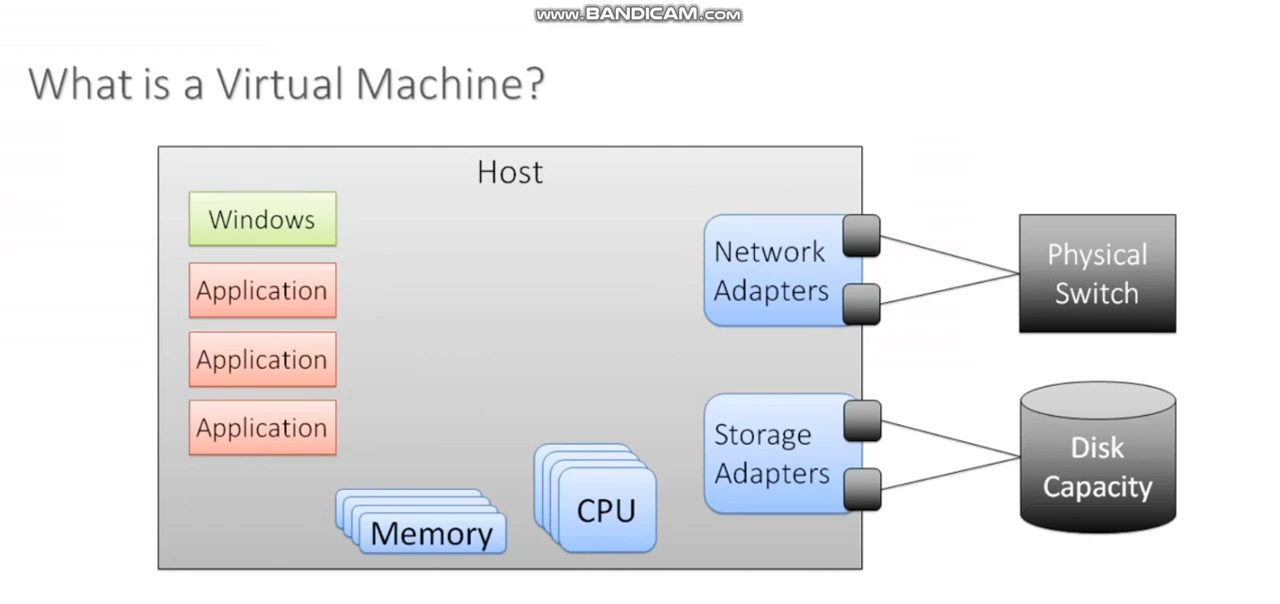 www.BANDICAM.com
What is a Virtual Machine?
Host
Windows
Application
Application
Application
Memory
CPU
Network
Adapters
Storage
Adapters
Physical
Switch
Disk
Capacity